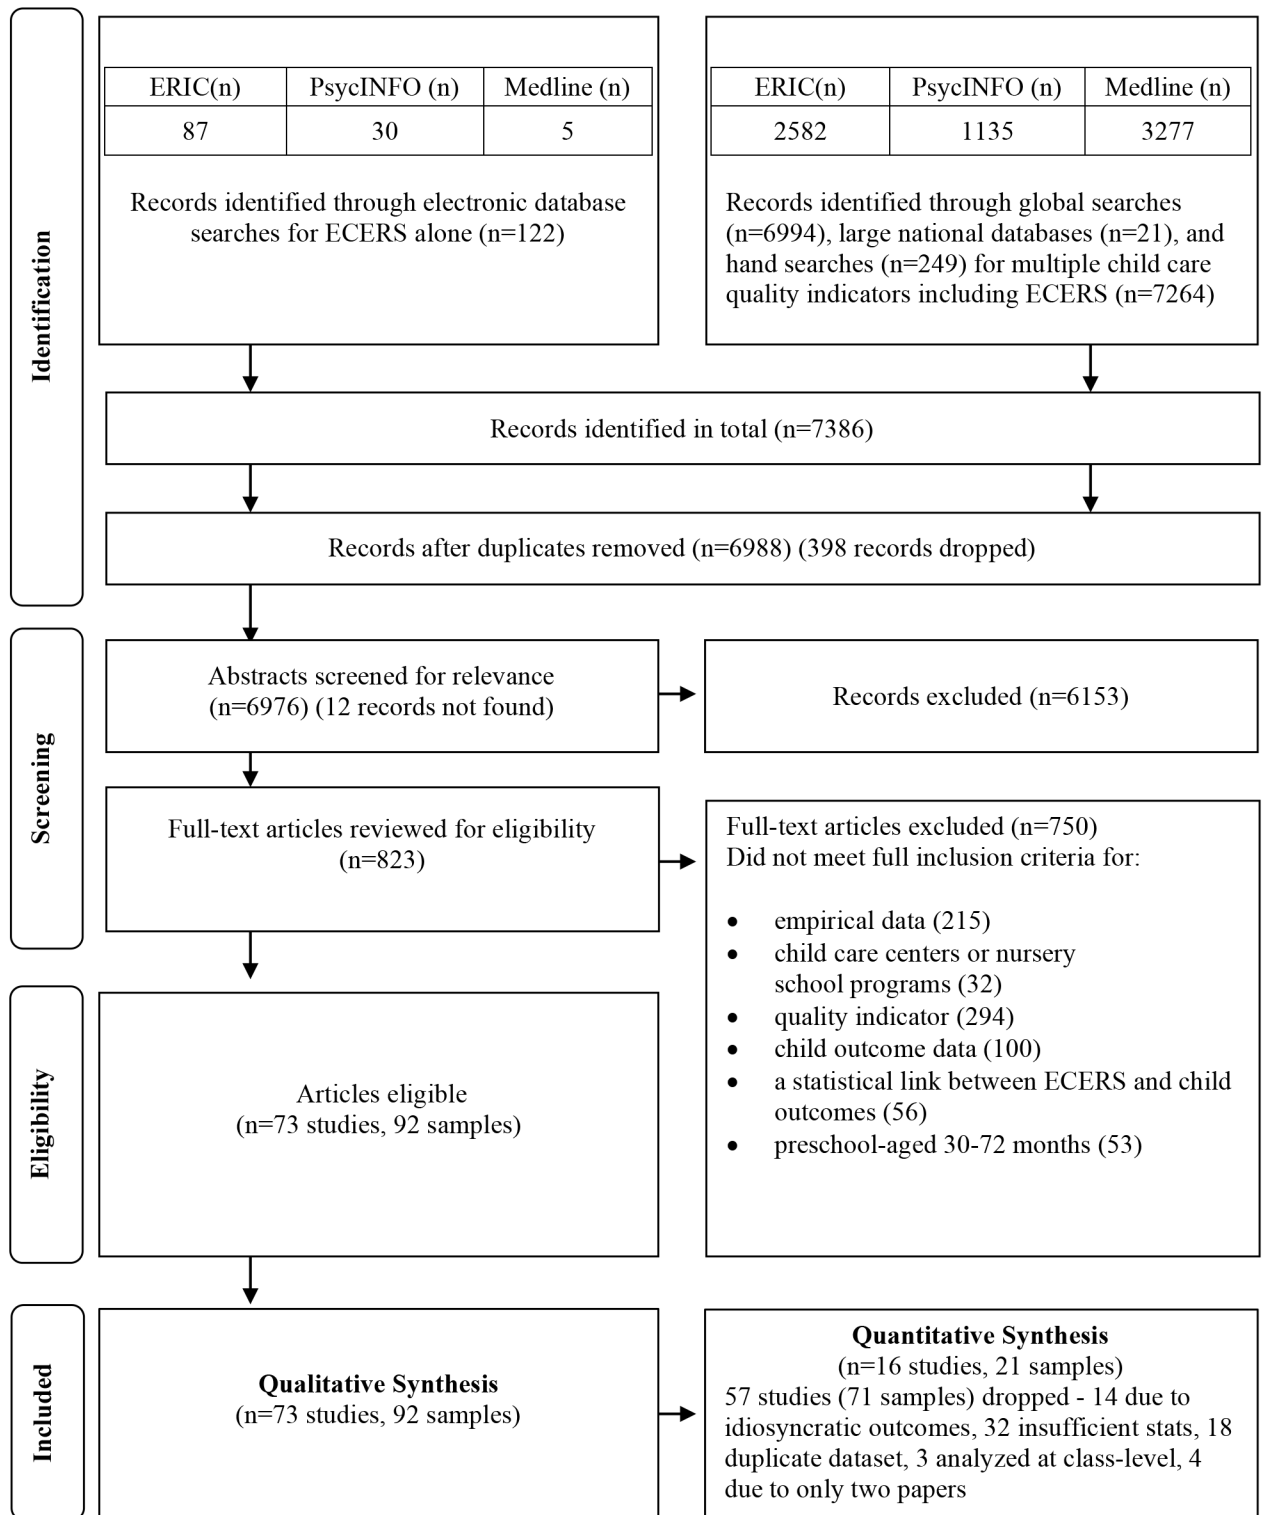 Identification
ERIC(n) PsycINFO (n) Medline (n)
87 30 5
Records identified through electronic database
searches for ECERS alone (n=122)
ERIC(n) PsycINFO (n) Medline (n)
2582 1135 3277
Records identified through global searches
(n=6994), large national databases (n=21), and
hand searches (n=249) for multiple child care
quality indicators including ECERS (n=7264)
Records identified in total (n=7386)
Records after duplicates removed (n=6988) (398 records dropped)
Screening
Abstracts screened for relevance
(n=6976) (12 records not found)
Records excluded (n=6153)
Full-text articles reviewed for eligibility
(n=823)
Full-text articles excluded (n=750)
Did not meet full inclusion criteria for:
• empirical data (215)
• child care centers or nursery
school programs (32)
• quality indicator (294)
• child outcome data (100)
• a statistical link between ECERS and child
outcomes (56)
• preschool-aged 30-72 months (53)
Eligibility
Articles eligible
(n=73 studies, 92 samples)
Included
Qualitative Synthesis
(n=73 studies, 92 samples)
Quantitative Synthesis
(n=16 studies, 21 samples)
57 studies (71 samples) dropped - 14 due to
idiosyncratic outcomes, 32 insufficient stats, 18
duplicate dataset, 3 analyzed at class-level, 4
due to only two papers